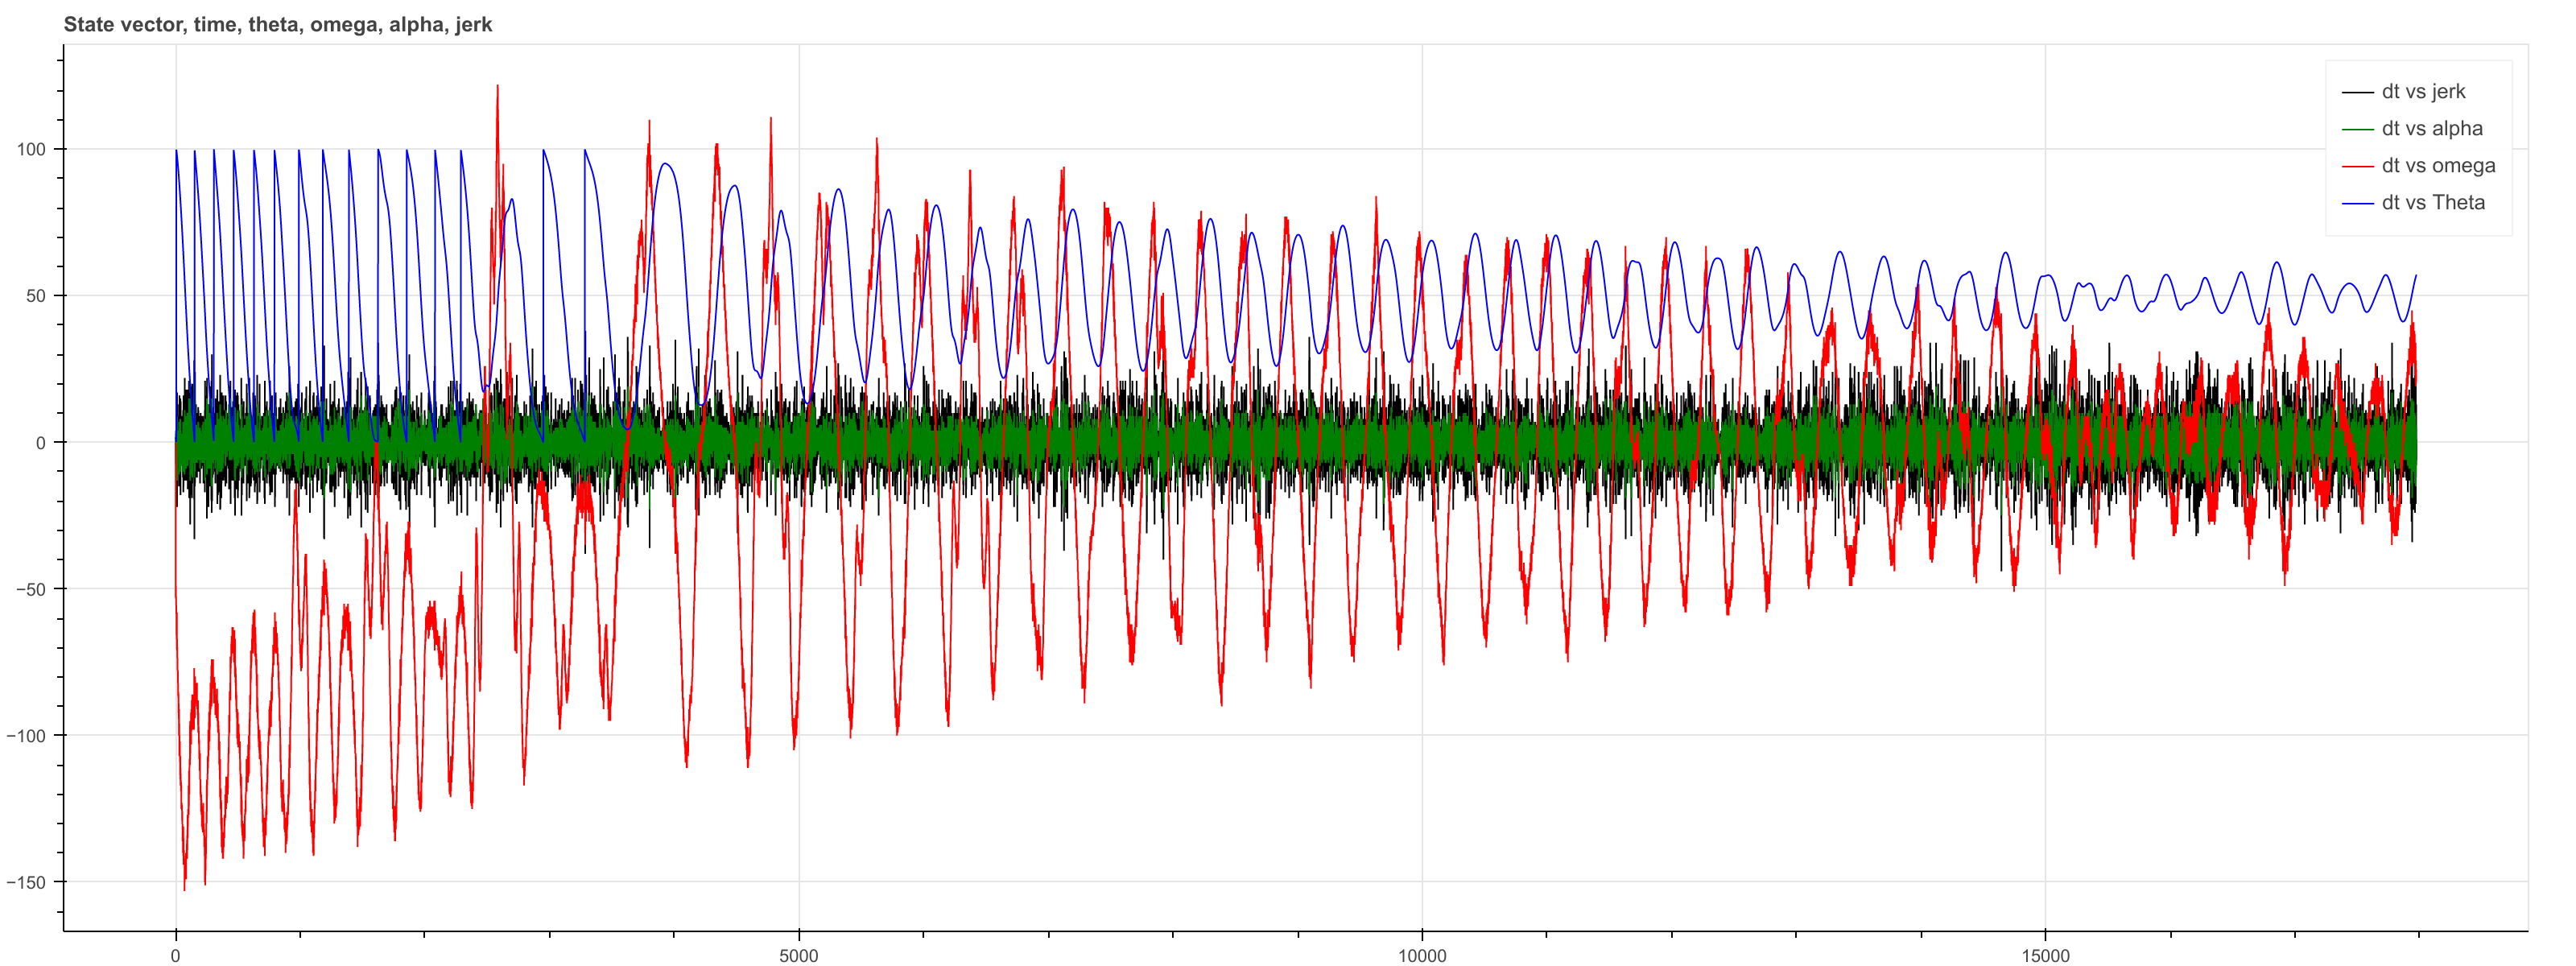 State vector, time, theta, omega, alpha, jerk
dt vs jerk
dt vs alpha
dt vs omega
dt vs Theta
100
50
0
−50
−100
−150
0
5000
10000
15000